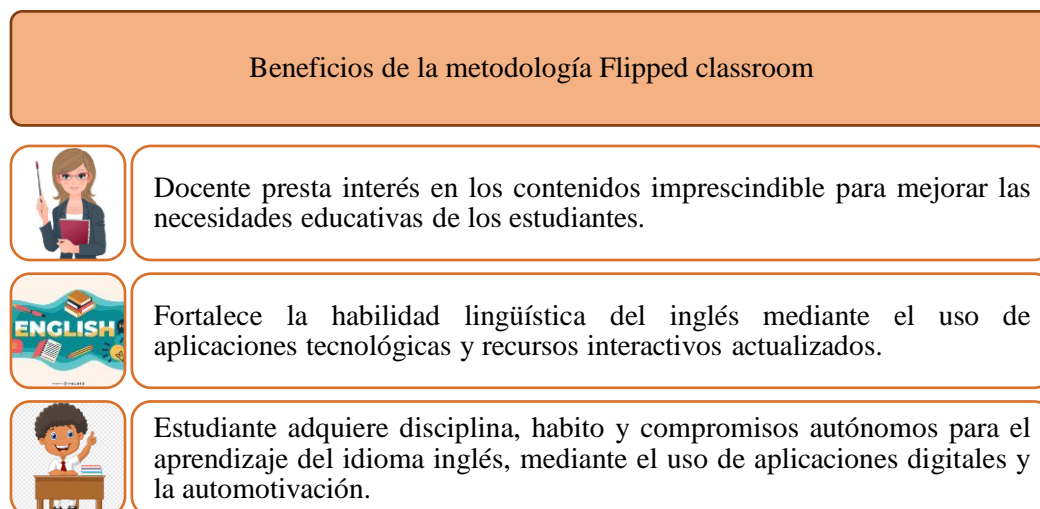 Beneficios de la metodología Flipped classroom
Docente presta interés en los contenidos imprescindible para mejorar las
necesidades educativas de los estudiantes.
ENGLISH
Fortalece la habilidad lingüística del inglés mediante el uso de
aplicaciones tecnológicas y recursos interactivos actualizados.
Estudiante adquiere disciplina, habito y compromisos autónomos para el
aprendizaje del idioma inglés, mediante el uso de aplicaciones digitales y
la automotivación.